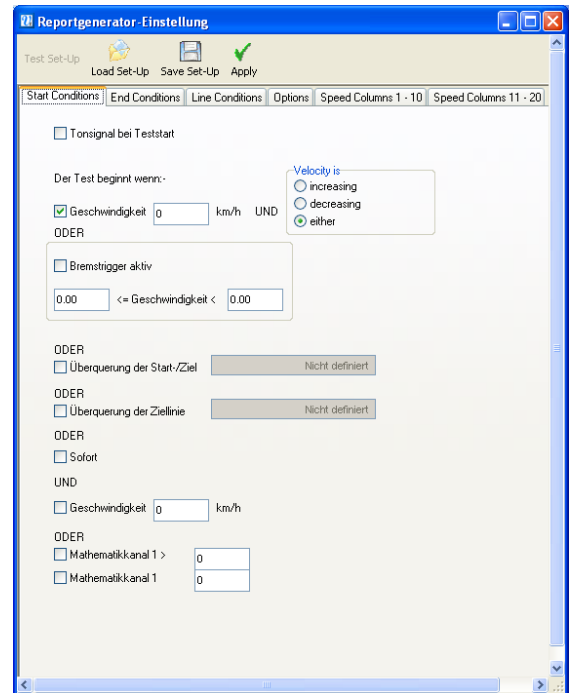 Reportgenerator-Einstellung
Test Set-Up
Load Set-Up Save Set-Up Apply
Start Conditions End Conditions Line Conditions Options Speed Columns 1 - 10 Speed Columns 11 - 20
Tonsignal bei Teststart
Der Test beginnt wenn:-
Velocity is
increasing
decreasing
either
Geschwindigkeit 0 km/h UND
ODER
Bremstrigger aktiv
0.00 <= Geschwindigkeit < 0.00
ODER
Überquerung der Start-/Ziel Nicht definiert
ODER
Überquerung der Ziellinie Nicht definiert
ODER
Sofort
UND
Geschwindigkeit 0 km/h
ODER
Mathematikkanal 1 > 0
Mathematikkanal 1 0